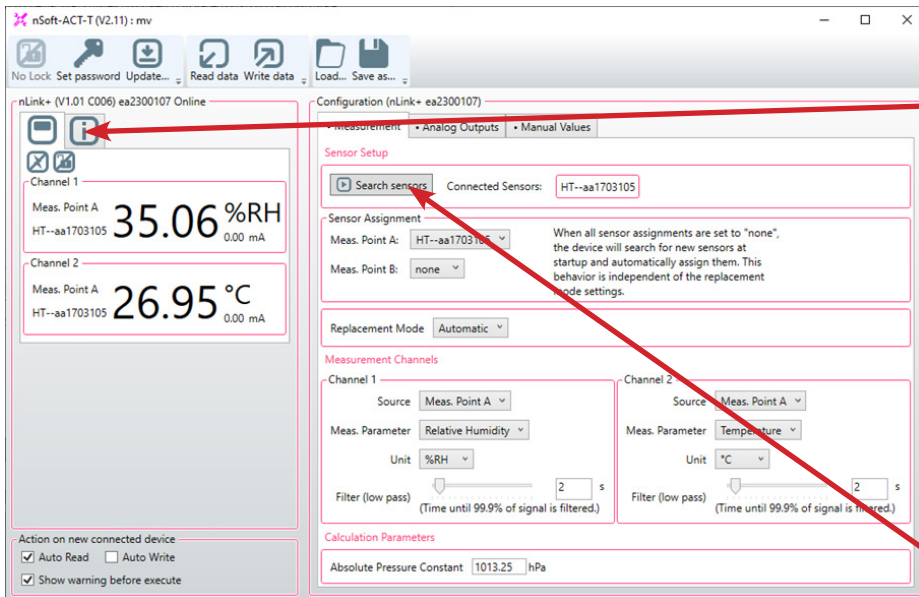 nSoft-ACT-T (V2.11) : mv
No Lock Set password Update... Read data Write data Load... Save as...
nLink+ (V1.01 C006) ea2300107 Online
Channel 1
Meas. Point A
HT--aa1703105
35.06 %RH
0.00 mA
Channel 2
Meas. Point A
HT--aa1703105
26.95 °C
0.00 mA
Action on new connected device
Auto Read Auto Write
Show warning before execute
Configuration (nLink+ ea2300107)
• Measurement • Analog Outputs • Manual Values
Sensor Setup
Search sensors Connected Sensors: HT--aa1703105
Sensor Assignment
Meas. Point A: HT--aa1703105
Meas. Point B: none
When all sensor assignments are set to "none",
the device will search for new sensors at
startup and automatically assign them. This
behavior is independent of the replacement
mode settings.
Replacement Mode Automatic
Measurement Channels
Channel 1
Source Meas. Point A
Meas. Parameter Relative Humidity
Unit %RH
Filter (low pass) 2 s
(Time until 99.9% of signal is filtered.)
Channel 2
Source Meas. Point A
Meas. Parameter Temperature
Unit °C
Filter (low pass) 2 s
(Time until 99.9% of signal is filtered.)
Calculation Parameters
Absolute Pressure Constant 1013.25 hPa